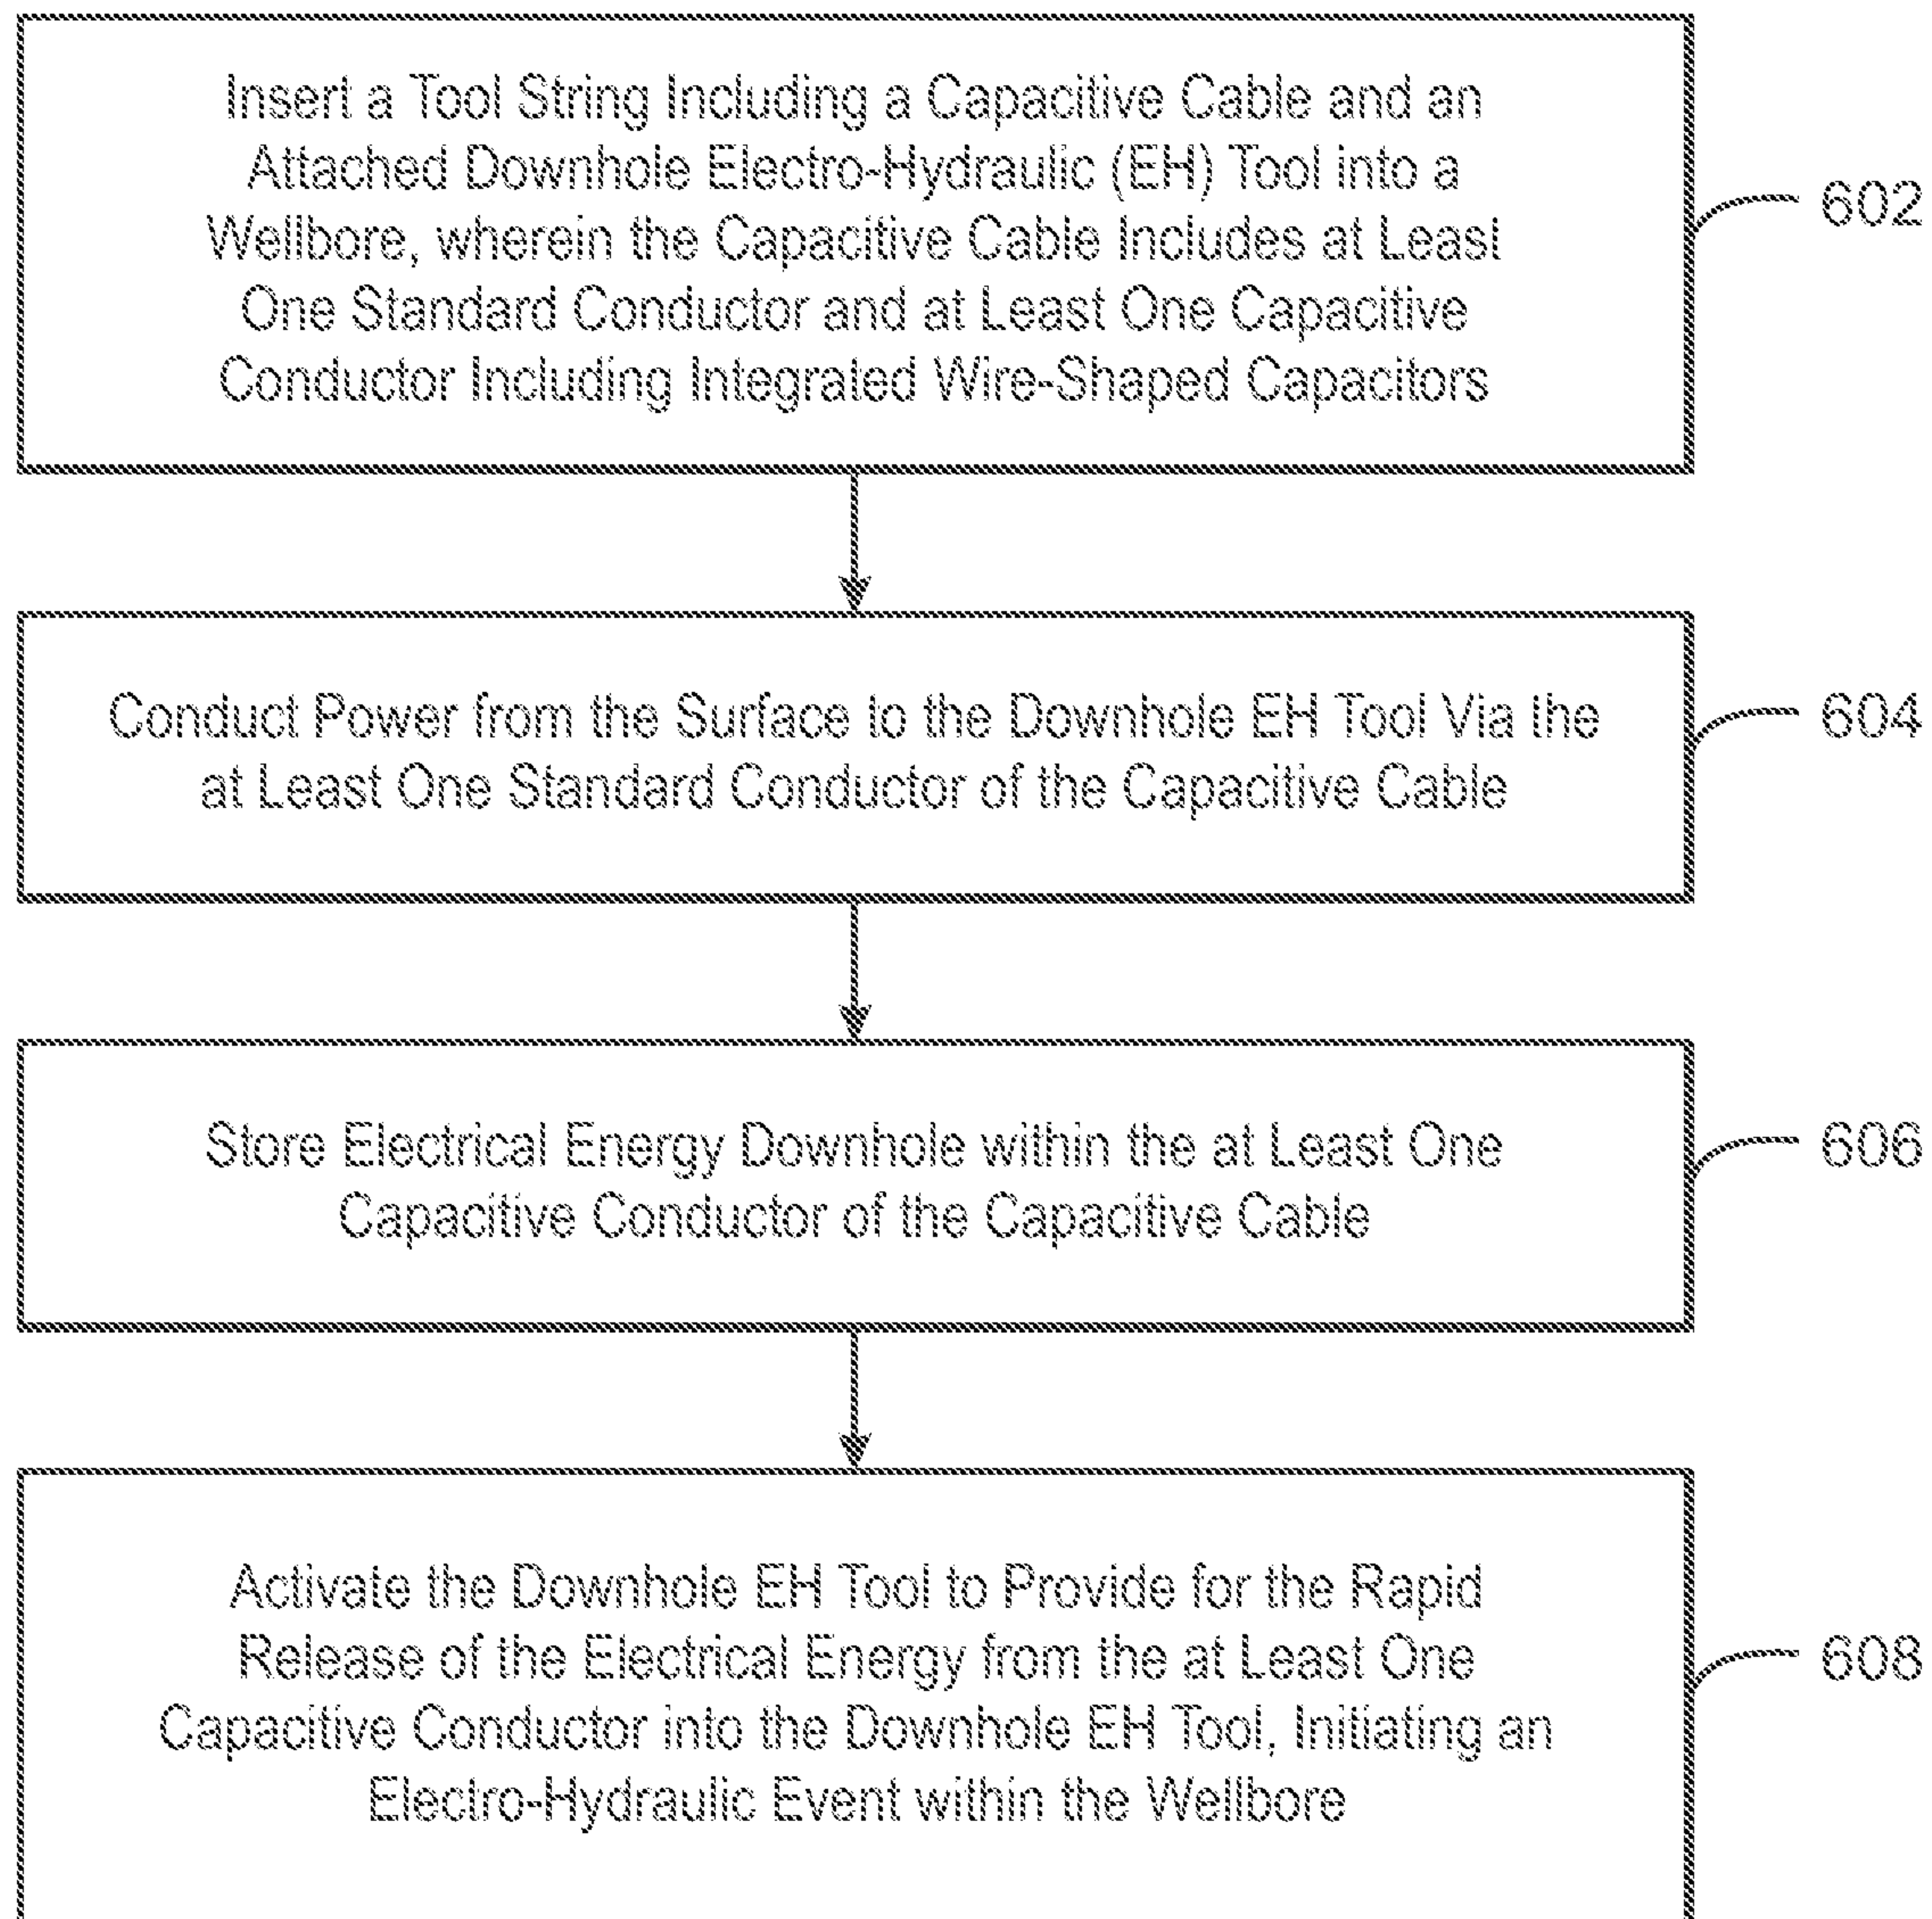 Insert a Tool String Including a Capacitive Cable and an
Attached Downhole Electro-Hydraulic (EH) Tool into a
Wellbore, wherein the Capacitive Cable Includes at Least
One Standard Conductor and at Least One Capacitive
Conductor Including Integrated Wire-Shaped Capacitors
602
Conduct Power from the Surface to the Downhole EH Tool Via the
at Least One Standard Conductor of the Capacitive Cable
604
Store Electrical Energy Downhole within the at Least One
Capacitive Conductor of the Capacitive Cable
606
Activate the Downhole EH Tool to Provide for the Rapid
Release of the Electrical Energy from the at Least One
Capacitive Conductor into the Downhole EH Tool, Initiating an
Electro-Hydraulic Event within the Wellbore
608